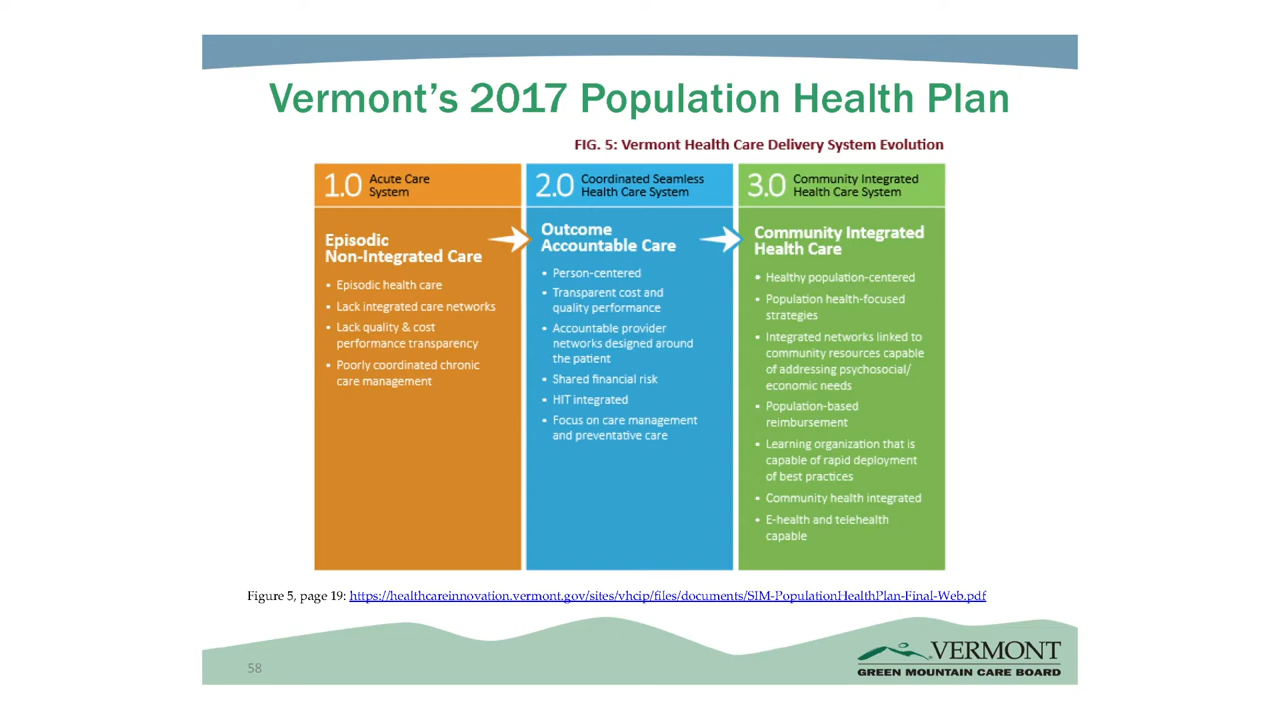 Vermont's 2017 Population Health Plan
FIG. 5: Vermont Health Care Delivery System Evolution
1.0 Acute Care
System
Episodic
Non-Integrated Care
• Episodic health care
• Lack integrated care networks
• Lack quality & cost
performance transparency
• Poorly coordinated chronic
care management
2.0 Coordinated Seamless
Health Care System
Outcome
Accountable Care
• Person-centered
• Transparent cost and
quality performance
• Accountable provider
networks designed around
the patient
• Shared financial risk
• HIT integrated
• Focus on care management
and preventative care
3.0 Community Integrated
Health Care System
Community Integrated
Health Care
• Healthy population-centered
• Population health-focused
strategies
• Integrated networks linked to
community resources capable
of addressing psychosocial/
economic needs
• Population-based
reimbursement
• Learning organization that is
capable of rapid deployment
of best practices
• Community health integrated
• E-health and telehealth
capable
Figure 5, page 19: https://healthcareinnovation.vermont.gov/sites/vhcip/files/documents/SIM-PopulationHealthPlan-Final-Web.pdf
58
VERMONT
GREEN MOUNTAIN CARE BOARD